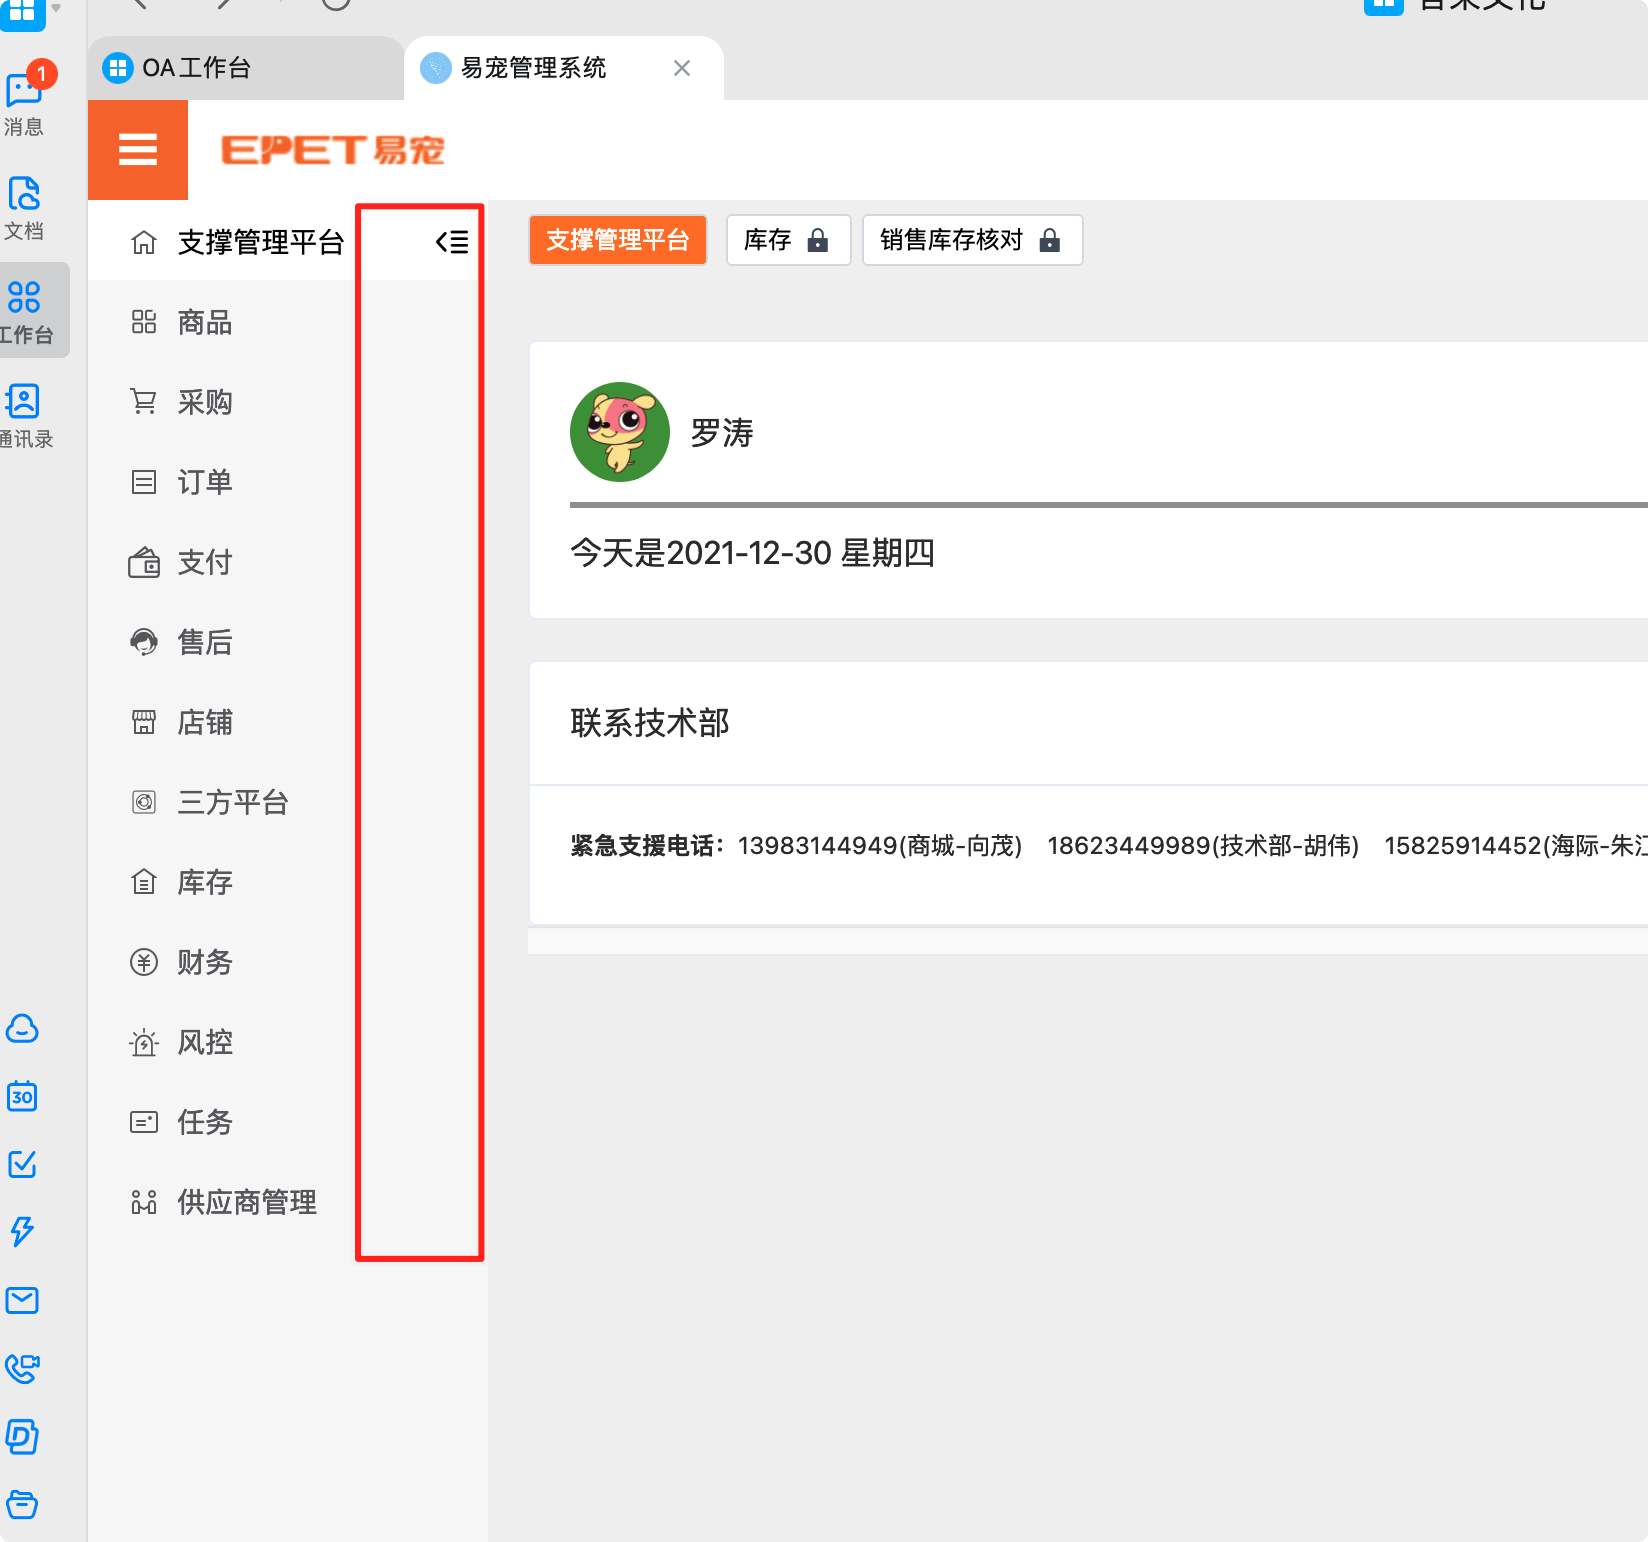 1
消息
文档
工作台
通讯录
30
OA工作台
易宠管理系统
EPET易宠
支撑管理平台
商品
采购
订单
支付
售后
店铺
三方平台
库存
财务
风控
任务
供应商管理
支撑管理平台
库存
销售库存核对
罗涛
今天是2021-12-30 星期四
联系技术部
紧急支援电话：13983144949(商城-向茂) 18623449989(技术部-胡伟) 15825914452(海际-朱江